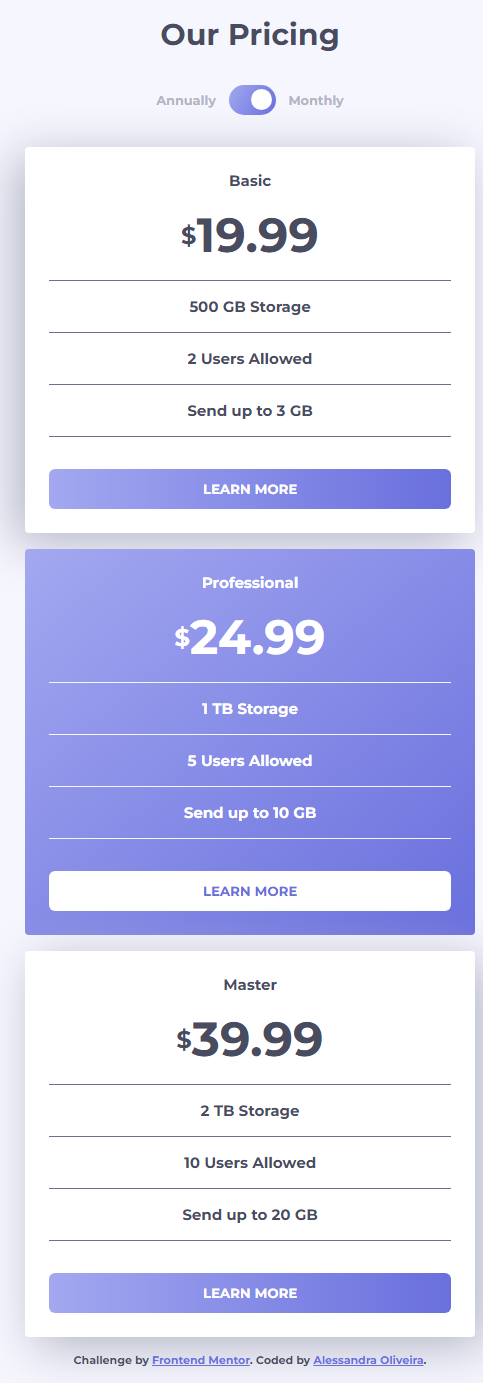 Our Pricing
Annually Monthly
Basic
$19.99
500 GB Storage
2 Users Allowed
Send up to 3 GB
LEARN MORE
Professional
$24.99
1 TB Storage
5 Users Allowed
Send up to 10 GB
LEARN MORE
Master
$39.99
2 TB Storage
10 Users Allowed
Send up to 20 GB
LEARN MORE
Challenge by Frontend Mentor. Coded by Alessandra Oliveira.